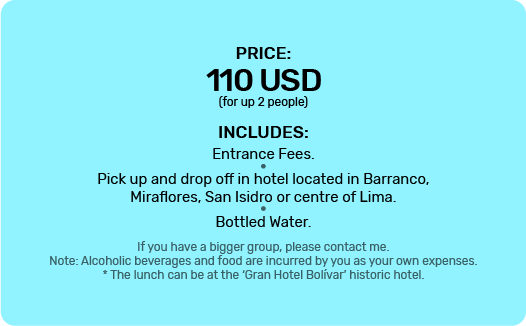 PRICE:
110 USD
(for up 2 people)
INCLUDES:
Entrance Fees.
•
Pick up and drop off in hotel located in Barranco,
Miraflores, San Isidro or centre of Lima.
•
Bottled Water.
If you have a bigger group, please contact me.
Note: Alcoholic beverages and food are incurred by you as your own expenses.
* The lunch can be at the ‘Gran Hotel Bolívar’ historic hotel.